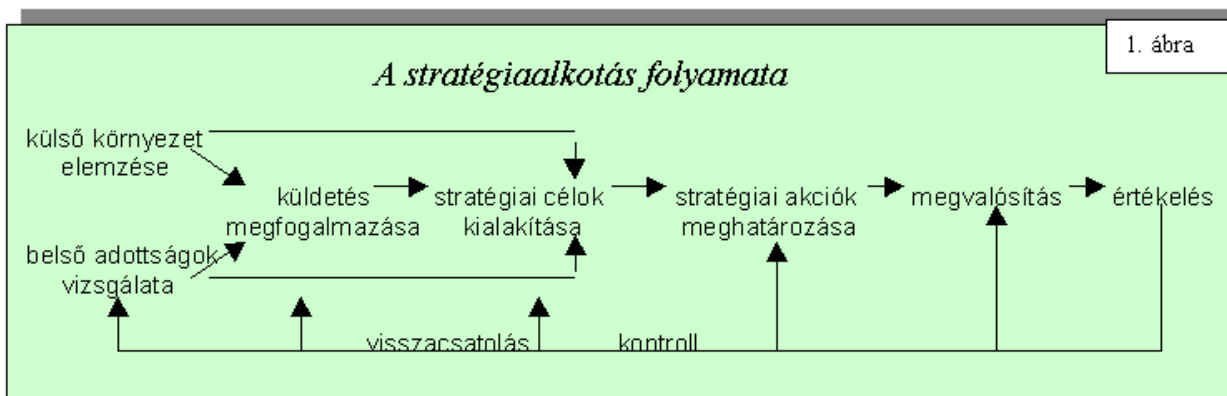 1. ábra
A stratégiaalkotás folyamata
külső környezet
elemzése
küldetés
megfogalmazása
stratégiai célok
kialakítása
stratégiai akciók
meghatározása
megvalósítás
értékelés
belső adottságok
vizsgálata
visszacsatolás
kontroll